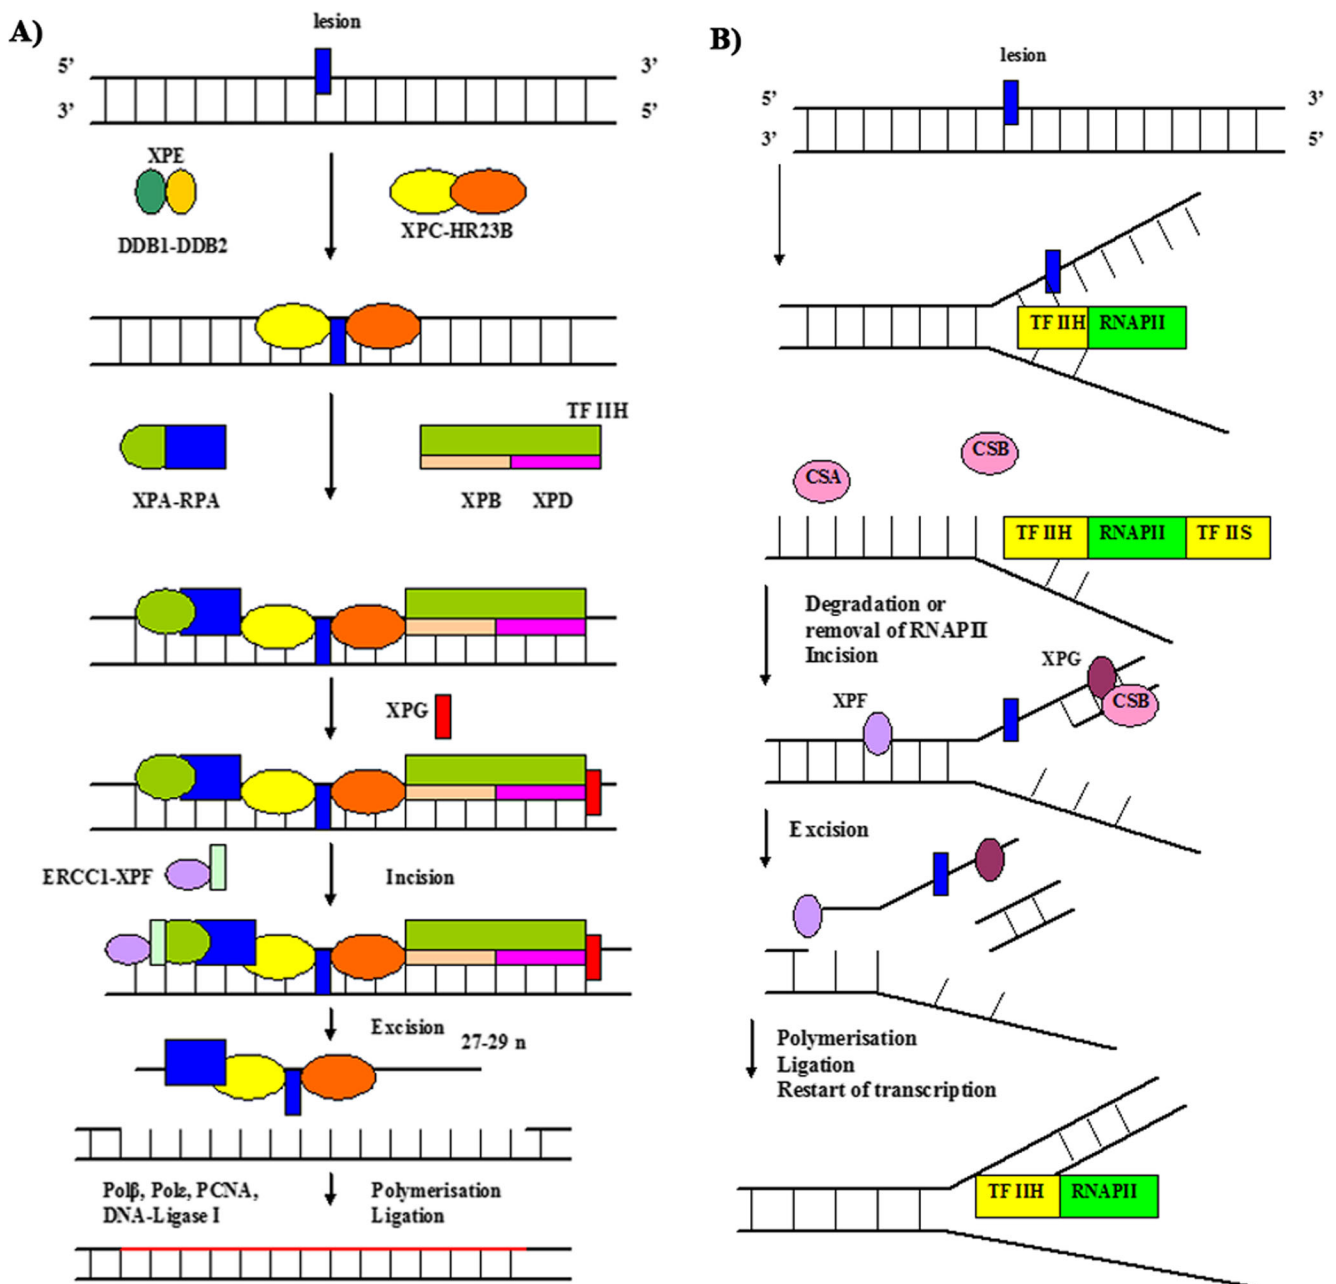 A)
lesion
5’ 3’
3’ 5’
XPE
DDB1-DDB2
XPC-HR23B
TF IIH
XPA-RPA
XPB XPD
XPG
ERCC1-XPF
Incision
Excision
27-29 n
Polβ, Polε, PCNA,
DNA-Ligase I
Polymerisation
Ligation
B)
lesion
5’ 3’
3’ 5’
TF IIH RNAPII
CSB
CSA
TF IIH RNAPII TF IIS
Degradation or
removal of RNAPII
Incision
XPG
CSB
XPF
Excision
Polymerisation
Ligation
Restart of transcription
TF IIH RNAPII